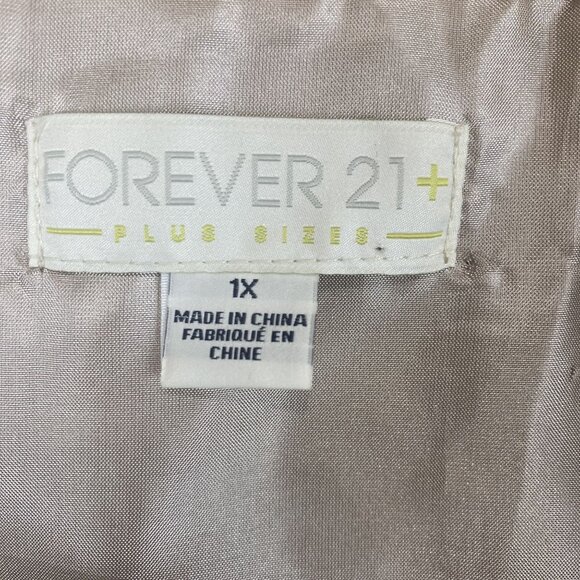 FOREVER 21+
PLUS SIZES
1X
MADE IN CHINA
FABRIQUÉ EN
CHINE